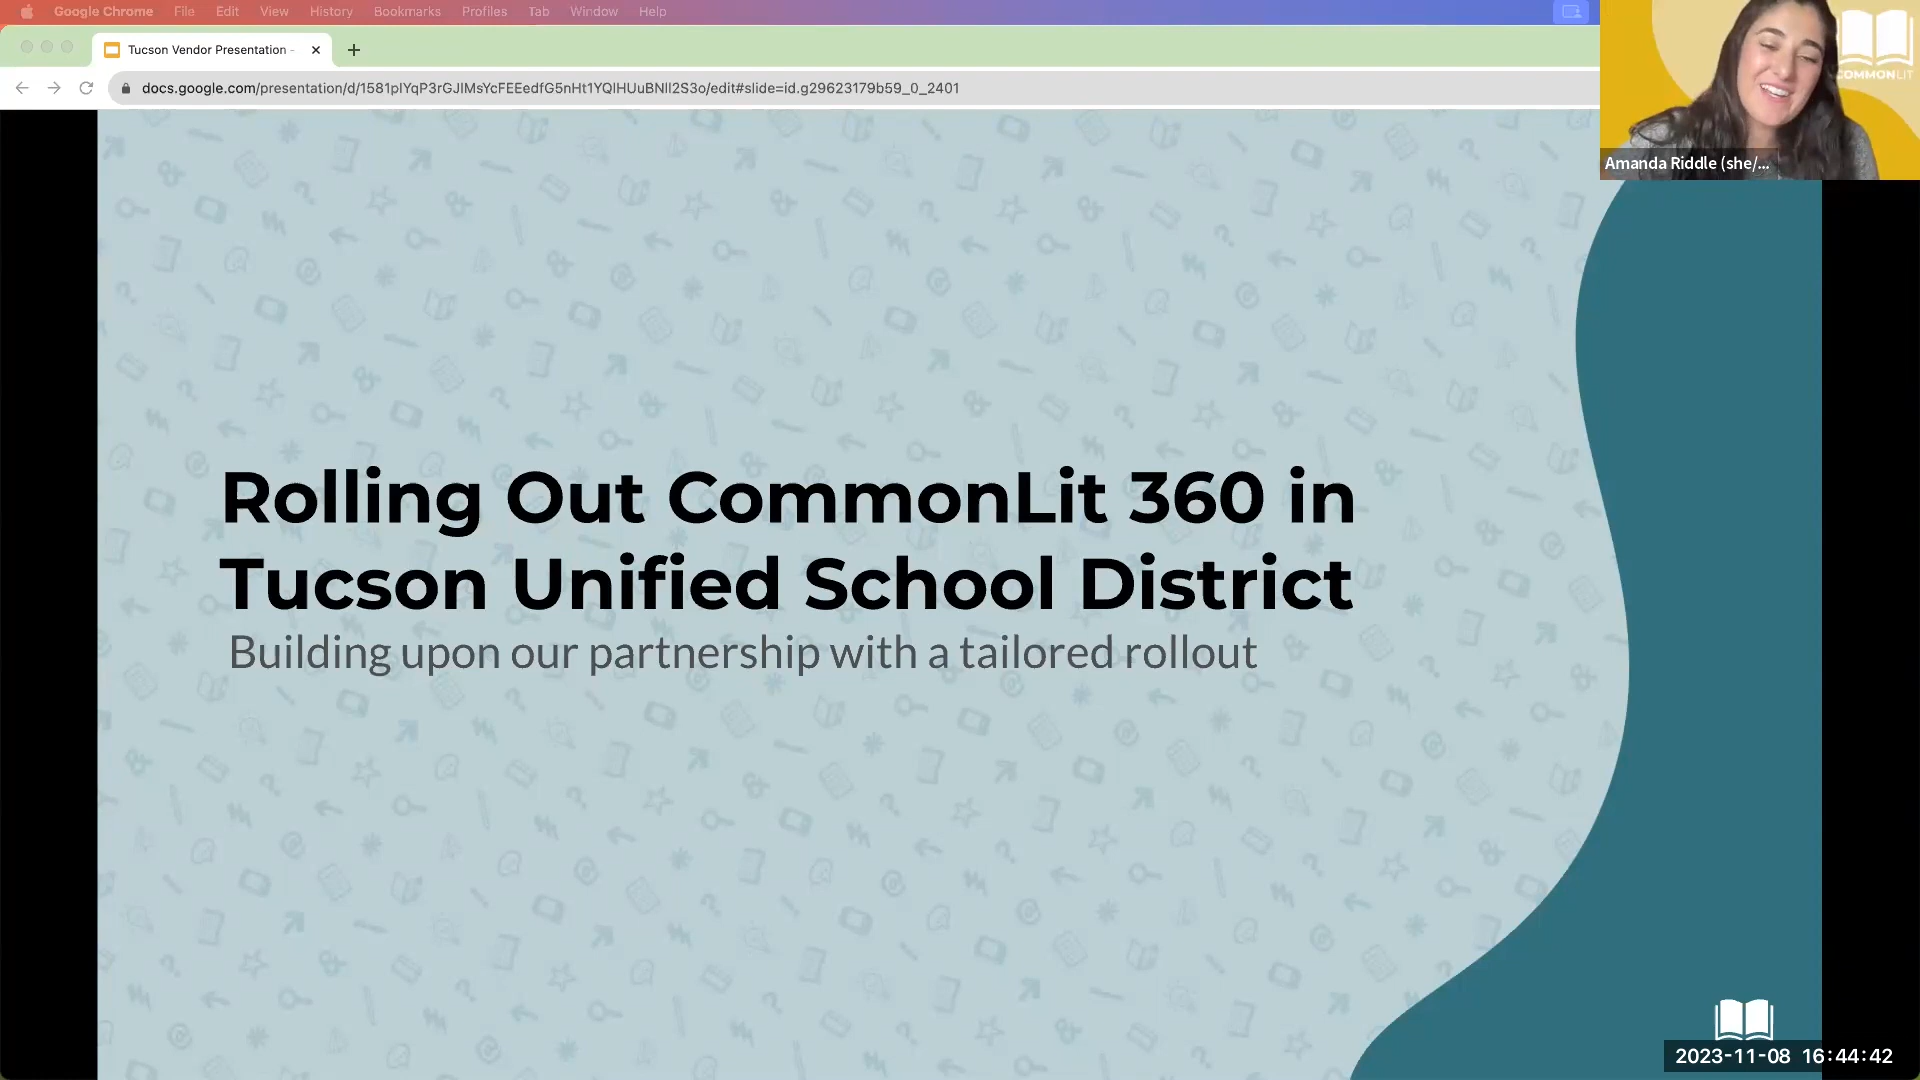 Google Chrome File Edit View History Bookmarks Profiles Tab Window Help
Tucson Vendor Presentation -
docs.google.com/presentation/d/1581pIYqP3rGJIMsYcFEEedfG5nHt1YQIHUuBNIl2S3o/edit#slide=id.g29623179b59_0_2401
COMMONLIT
Amanda Riddle (she/...
Rolling Out CommonLit 360 in
Tucson Unified School District
Building upon our partnership with a tailored rollout
2023-11-08 16:44:42